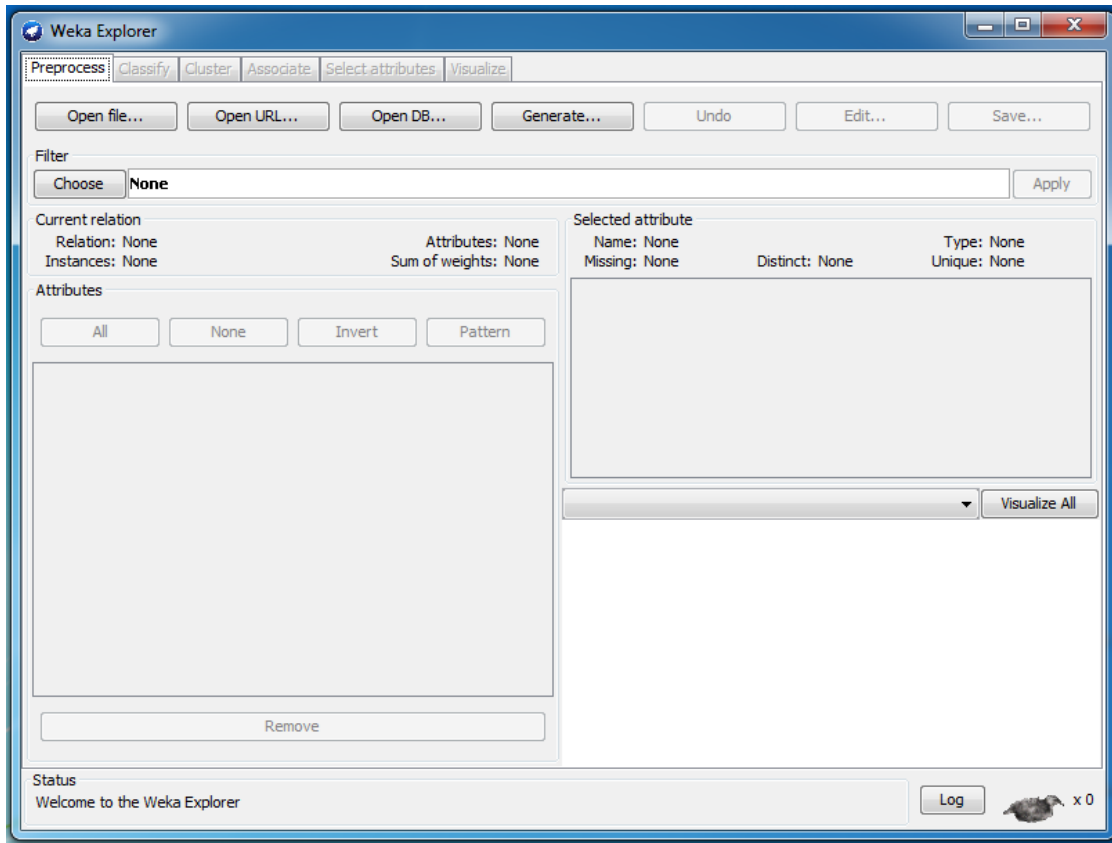 Weka Explorer
Preprocess Classify Cluster Associate Select attributes Visualize
Open file... Open URL... Open DB... Generate... Undo Edit... Save...
Filter
Choose None Apply
Current relation
Relation: None Attributes: None
Instances: None Sum of weights: None
Selected attribute
Name: None Type: None
Missing: None Distinct: None Unique: None
Attributes
All None Invert Pattern
Remove
Visualize All
Status
Welcome to the Weka Explorer
Log x 0